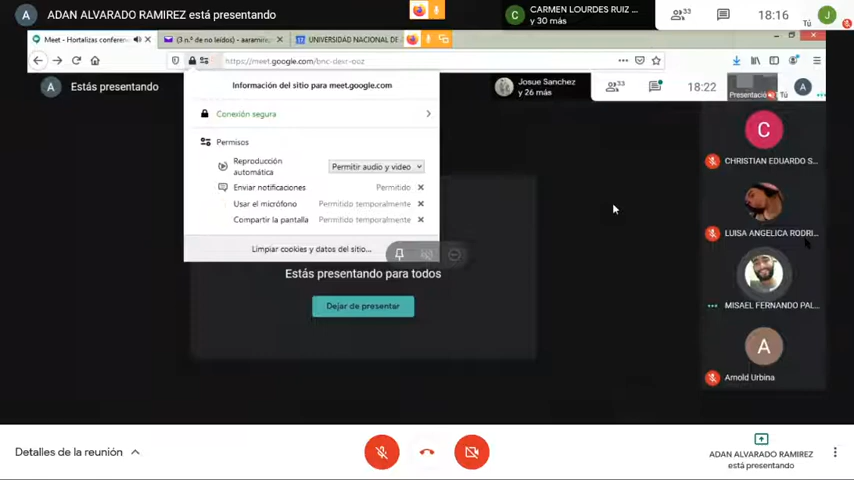 A ADAN ALVARADO RAMIREZ está presentando
C CARMEN LOURDES RUIZ ...
y 30 más
33
18:16
Tú
J
Meet - Hortalizas conferen
(3 n.° de no leídos) - aaramire
UNIVERSIDAD NACIONAL DE
https://meet.google.com/bnc-dexr-ooz
A Estás presentando
Información del sitio para meet.google.com
Josue Sanchez
y 26 más
33
18:22
Presentació
Tú
A
Conexión segura
Permisos
Reproducción
automática
Permitir audio y video
Enviar notificaciones
Permitido
Usar el micrófono
Permitido temporalmente
Compartir la pantalla
Permitido temporalmente
Limpiar cookies y datos del sitio...
Estás presentando para todos
Dejar de presentar
C
CHRISTIAN EDUARDO S...
LUISA ANGELICA RODRI...
MISAEL FERNANDO PAL...
A
Arnold Urbina
Detalles de la reunión
ADAN ALVARADO RAMIREZ
está presentando